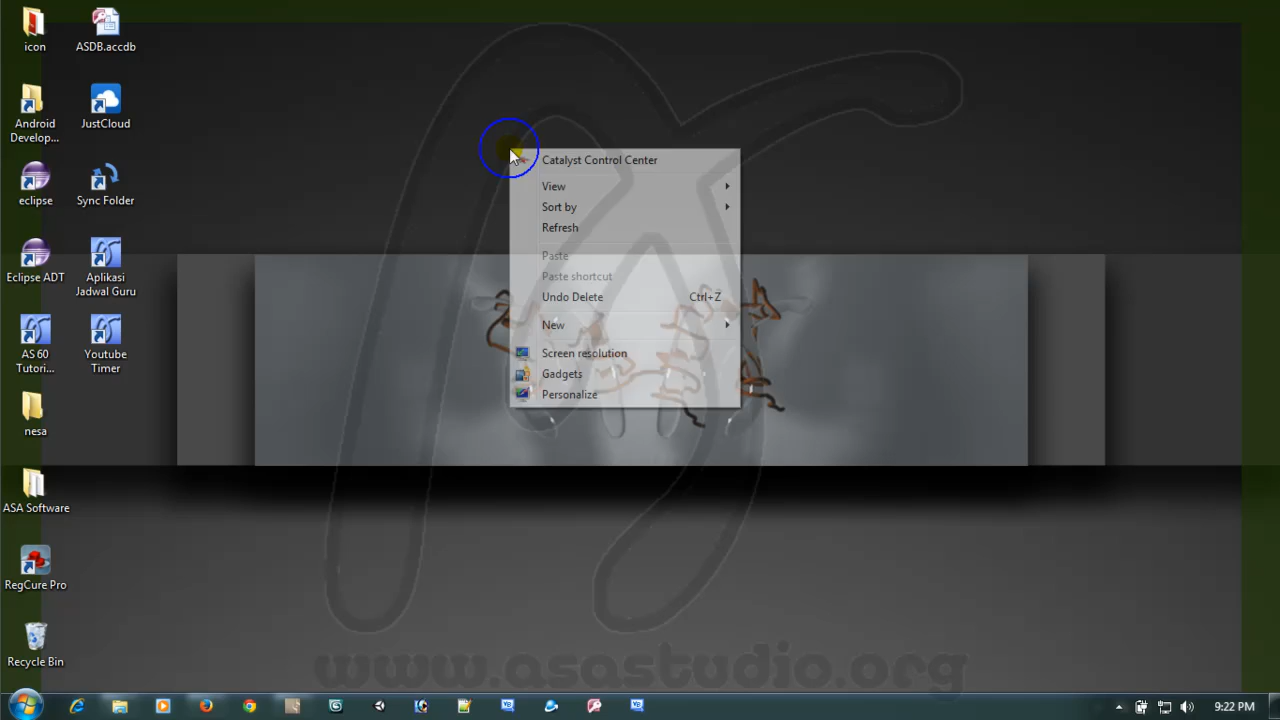 icon
ASDB.accdb
Android
Develop...
JustCloud
eclipse
Sync Folder
Eclipse ADT
Aplikasi
Jadwal Guru
AS 60
Tutori...
Youtube
Timer
nesa
ASA Software
RegCure Pro
Recycle Bin
Catalyst Control Center
View
Sort by
Refresh
Paste
Paste shortcut
Undo Delete Ctrl+Z
New
Screen resolution
Gadgets
Personalize
www.asastudio.org
9:22 PM